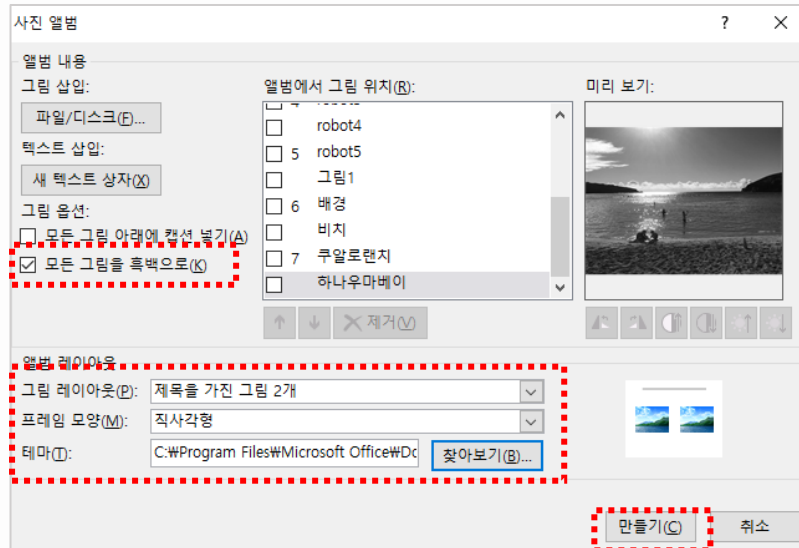 사진 앨범 ?
앨범 내용
그림 삽입:
파일/디스크(F)...
텍스트 삽입:
새 텍스트 상자(X)
그림 옵션:
모든 그림 아래에 캡션 넣기(A)
모든 그림을 흑백으로(K)
앨범에서 그림 위치(R):
robot4
5 robot5
그림1
6 배경
비치
7 쿠알로랜치
하나우마베이
제거(V)
미리 보기:
앨범 레이아웃
그림 레이아웃(P): 제목을 가진 그림 2개
프레임 모양(M): 직사각형
테마(T): C:₩Program Files₩Microsoft Office₩Dc 찾아보기(B)...
만들기(C) 취소